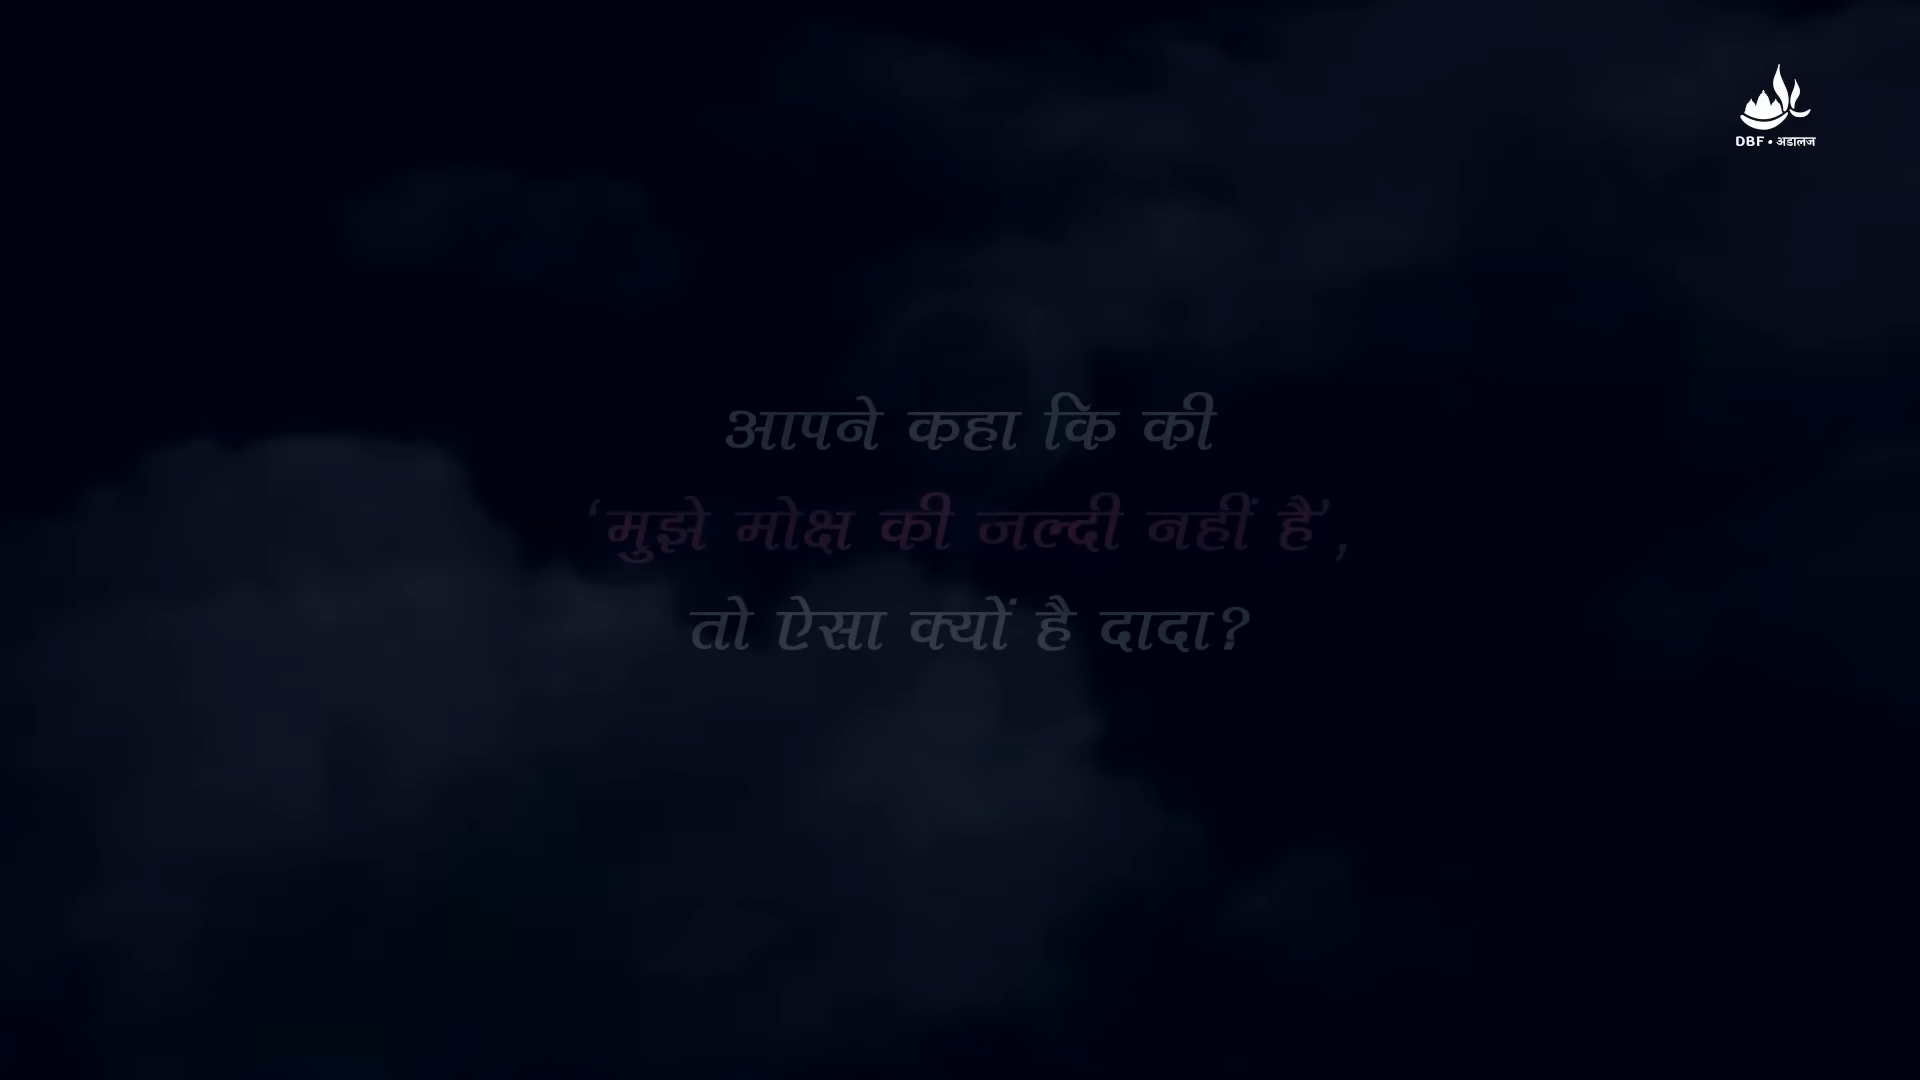 DBF • अडालज
आपने कहा कि की
‘मुझे मोक्ष की जल्दी नहीं है’,
तो ऐसा क्यों है दादा?